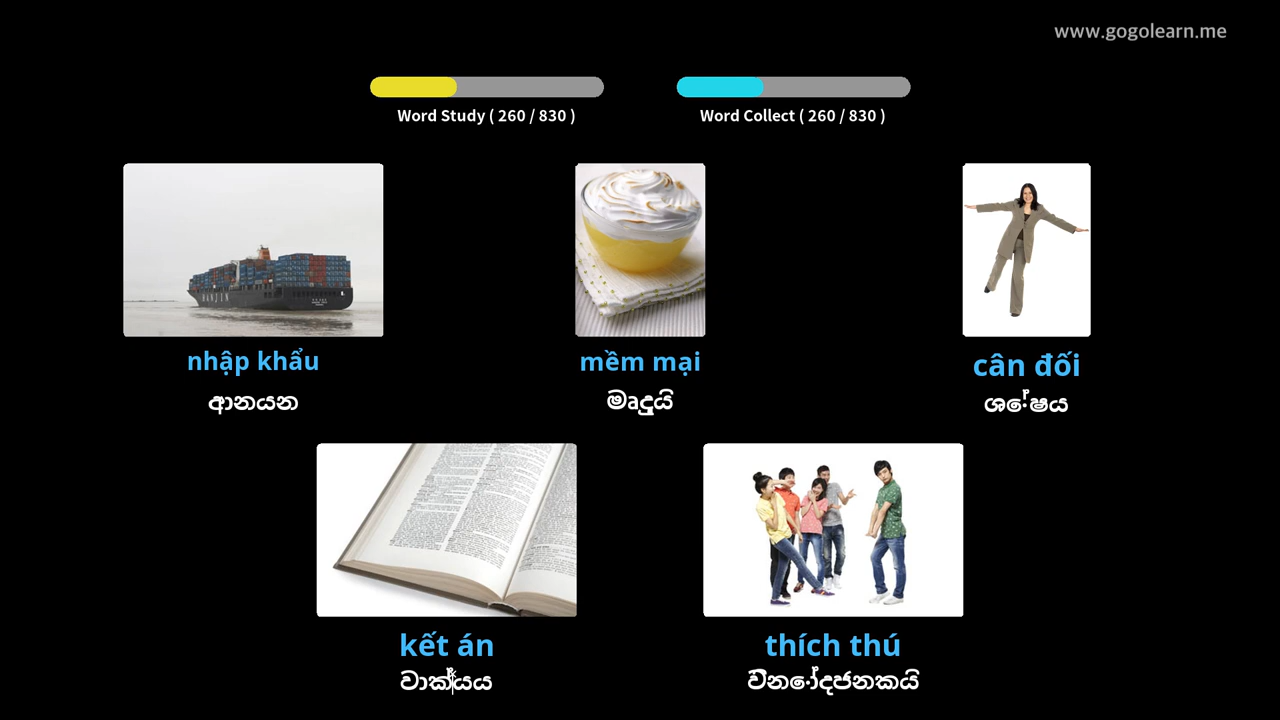 www.gogolearn.me
Word Study ( 260 / 830 )
Word Collect ( 260 / 830 )
nhập khẩu
mềm mại
cân đối
ආනයන
මෘදුයි
ශේෂය
kết án
thích thú
වාක්‍යය
විනෝදජනකයි